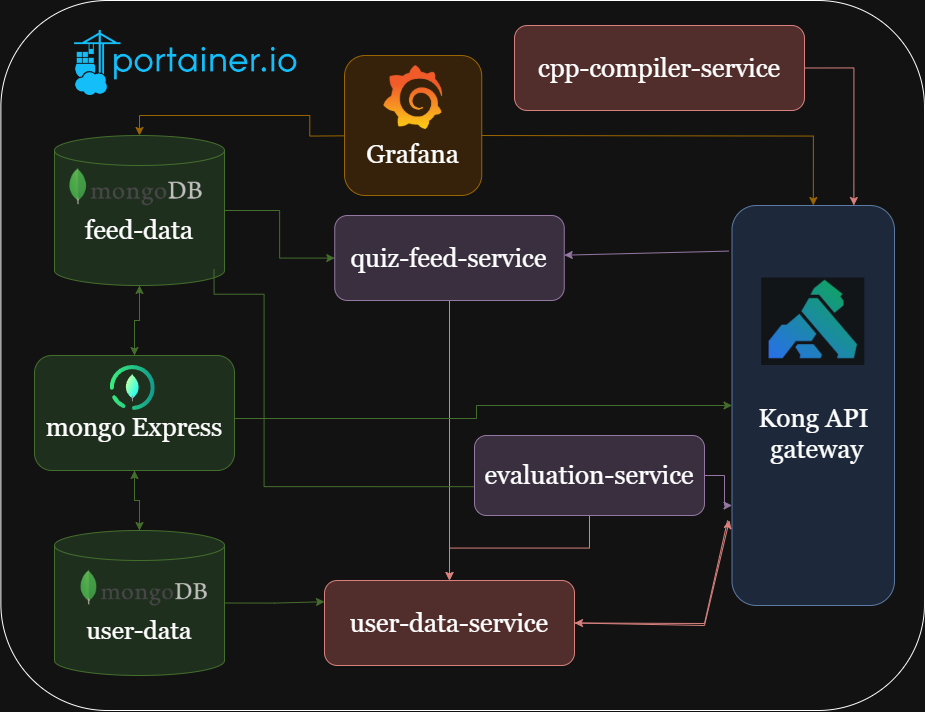 portainer.io
cpp-compiler-service
Grafana
mongoDB
feed-data
quiz-feed-service
mongo Express
Kong API
gateway
evaluation-service
mongoDB
user-data
user-data-service